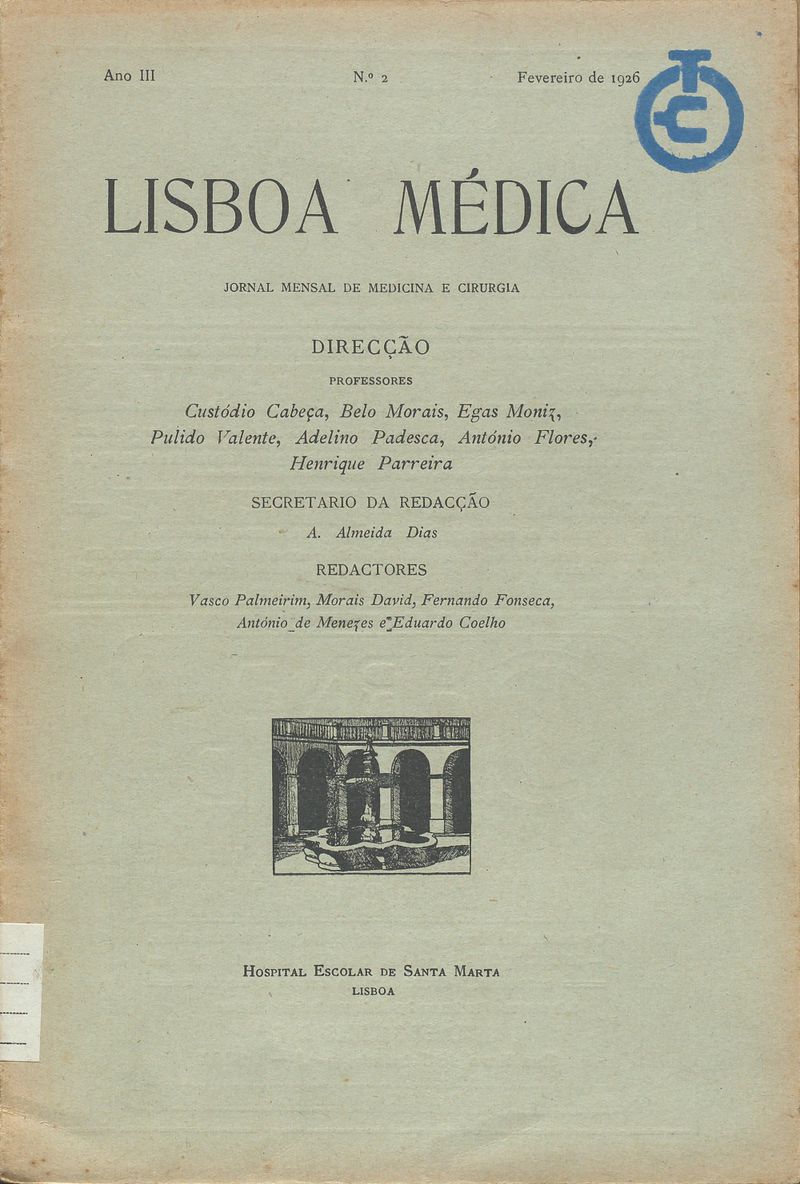 Ano III N.º 2 Fevereiro de 1926
TC
LISBOA MÉDICA
JORNAL MENSAL DE MEDICINA E CIRURGIA
DIRECÇÃO
PROFESSORES
Custódio Cabeça, Belo Morais, Egas Moniz,
Pulido Valente, Adelino Padesca, António Flores,
Henrique Parreira
SECRETARIO DA REDACÇÃO
A. Almeida Dias
REDACTORES
Vasco Palmeirim, Morais David, Fernando Fonseca,
António de Menezes e Eduardo Coelho
HOSPITAL ESCOLAR DE SANTA MARTA
LISBOA